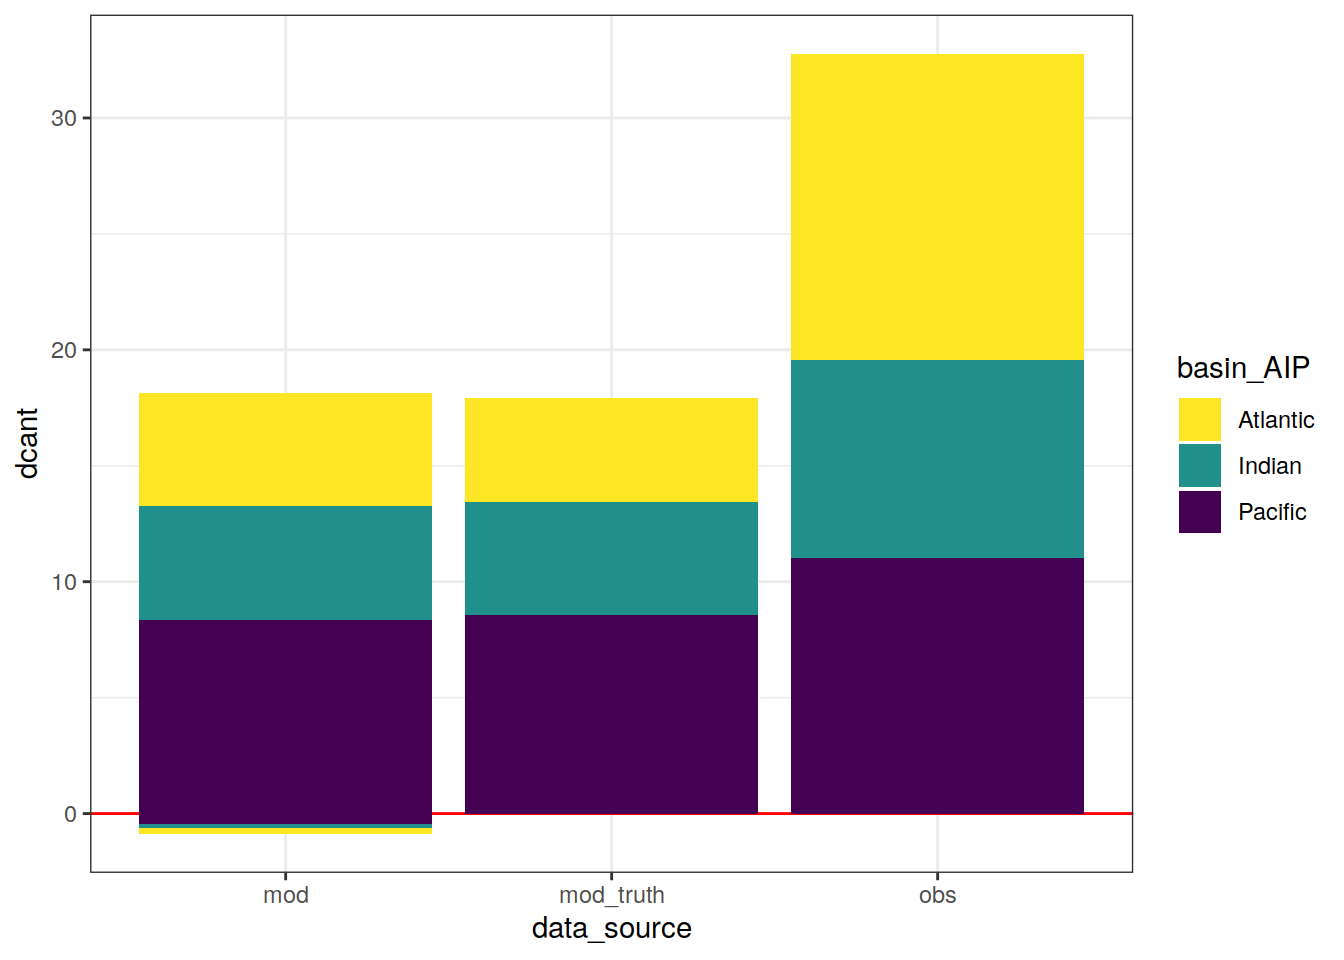 30
20
10
0
dcant
mod
mod_truth
obs
data_source
basin_AIP
Atlantic
Indian
Pacific